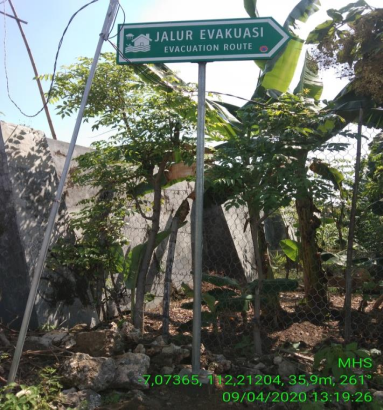 JALUR EVAKUASI
EVACUATION ROUTE
MHS
7,07365, 112,21204, 35,9m, 261°
09/04/2020 13:19:26